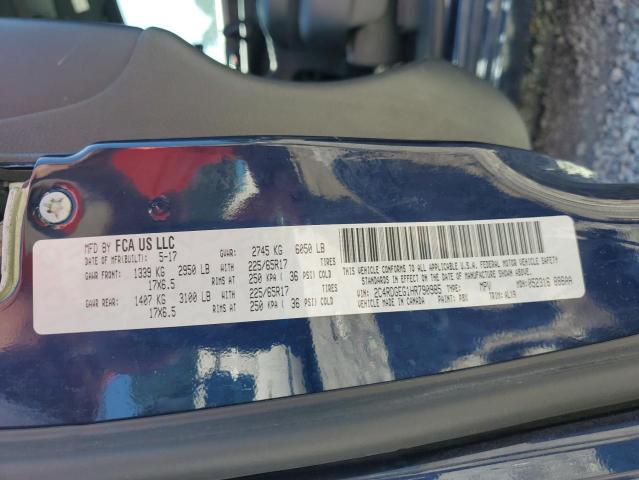 MFD BY FCA US LLC
DATE OF MFR(BUILT): 5-17 GVWR: 2745 KG 6050 LB
GAWR FRONT: 1339 KG 2950 LB 225/65R17 TIRES
17X6.5 RIMS AT 250 KPA ( 36 PSI COLD)
GAWR REAR: 1407 KG 3100 LB 225/65R17 TIRES
17X6.5 RIMS AT 250 KPA ( 36 PSI COLD)
THIS VEHICLE CONFORMS TO ALL APPLICABLE U.S.A. FEDERAL MOTOR VEHICLE SAFETY
STANDARDS IN EFFECT ON THE DATE OF MANUFACTURE SHOWN ABOVE.
VIN: 2C4RDGEG1HR790985 TYPE: MPV MDH: 052316
VEHICLE MADE IN CANADA PAINT: PBX TRIM: